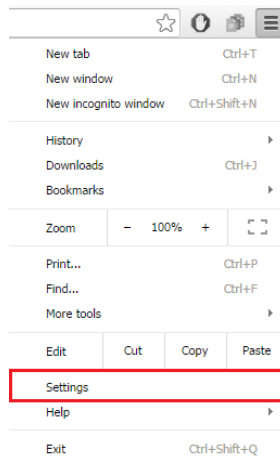 New tab Ctrl+T
New window Ctrl+N
New incognito window Ctrl+Shift+N
History
Downloads Ctrl+J
Bookmarks
Zoom − 100% +
Print... Ctrl+P
Find... Ctrl+F
More tools
Edit Cut Copy Paste
Settings
Help
Exit Ctrl+Shift+Q